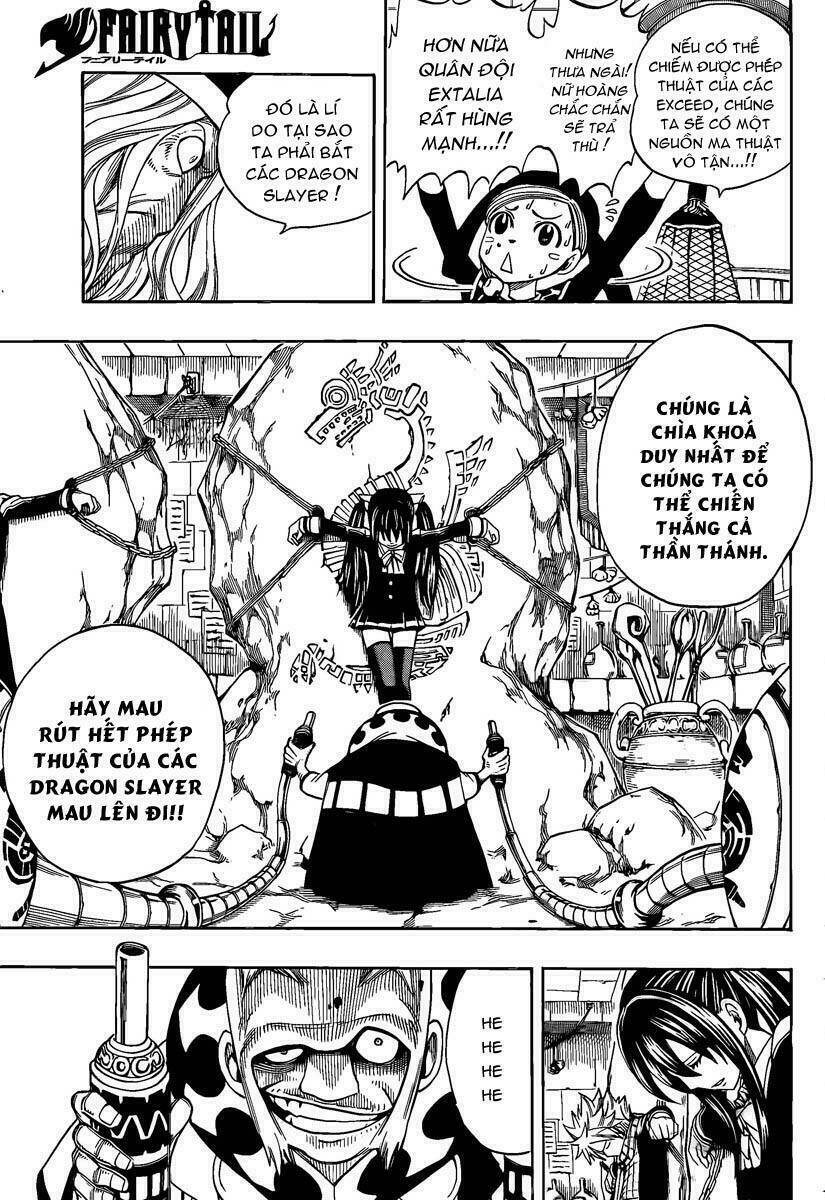 FAIRY TAIL
フェアリーテイル
NẾU CÓ THỂ
CHIẾM ĐƯỢC PHÉP
THUẬT CỦA CÁC
EXCEED, CHÚNG
TA SẼ CÓ MỘT
NGUỒN MA THUẬT
VÔ TẬN...!!
NHƯNG
THƯA NGÀI!
NỮ HOÀNG
CHẮC CHẮN
SẼ TRẢ
THÙ!
HƠN NỮA
QUÂN ĐỘI
EXTALIA
RẤT HÙNG
MẠNH...!!
ĐÓ LÀ LÍ
DO TẠI SAO
TA PHẢI BẮT
CÁC DRAGON
SLAYER!
CHÚNG LÀ
CHÌA KHOÁ
DUY NHẤT ĐỂ
CHÚNG TA CÓ
THỂ CHIẾN
THẮNG CẢ
THẦN THÁNH.
HÃY MAU
RÚT HẾT PHÉP
THUẬT CỦA CÁC
DRAGON SLAYER
MAU LÊN ĐI!!
HE
HE
HE
HE